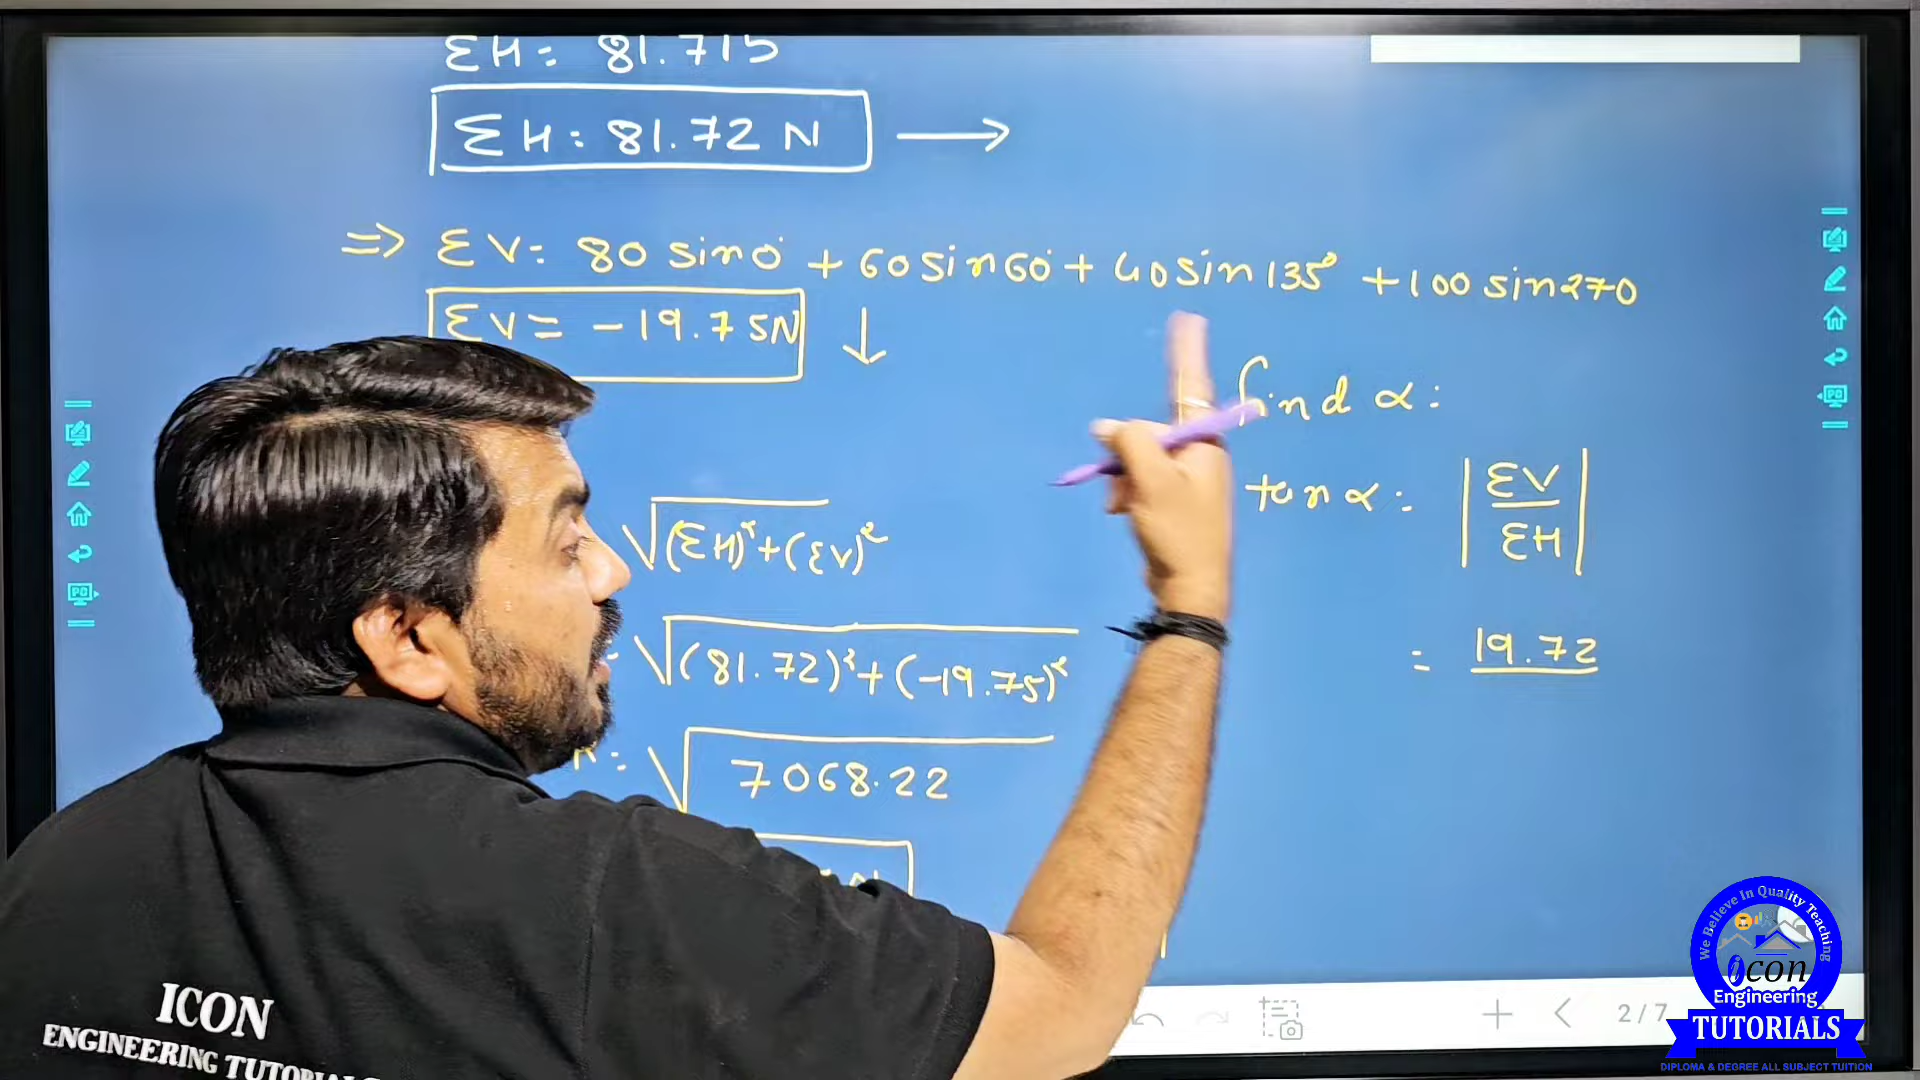 ΣH = 81.715
ΣH = 81.72 N →
⇒ ΣV = 80 sin0° + 60 sin60° + 40 sin135° + 100 sin270
ΣV = -19.75N ↓
find α:
tan α = |ΣV/ΣH|
√(ΣH)²+(ΣV)²
= √(81.72)²+(-19.75)²
= 19.72
= √7068.22
N
2/7
We Believe In Quality Teaching
icon
Engineering
TUTORIALS
DIPLOMA & DEGREE ALL SUBJECT TUITION
ICON
ENGINEERING